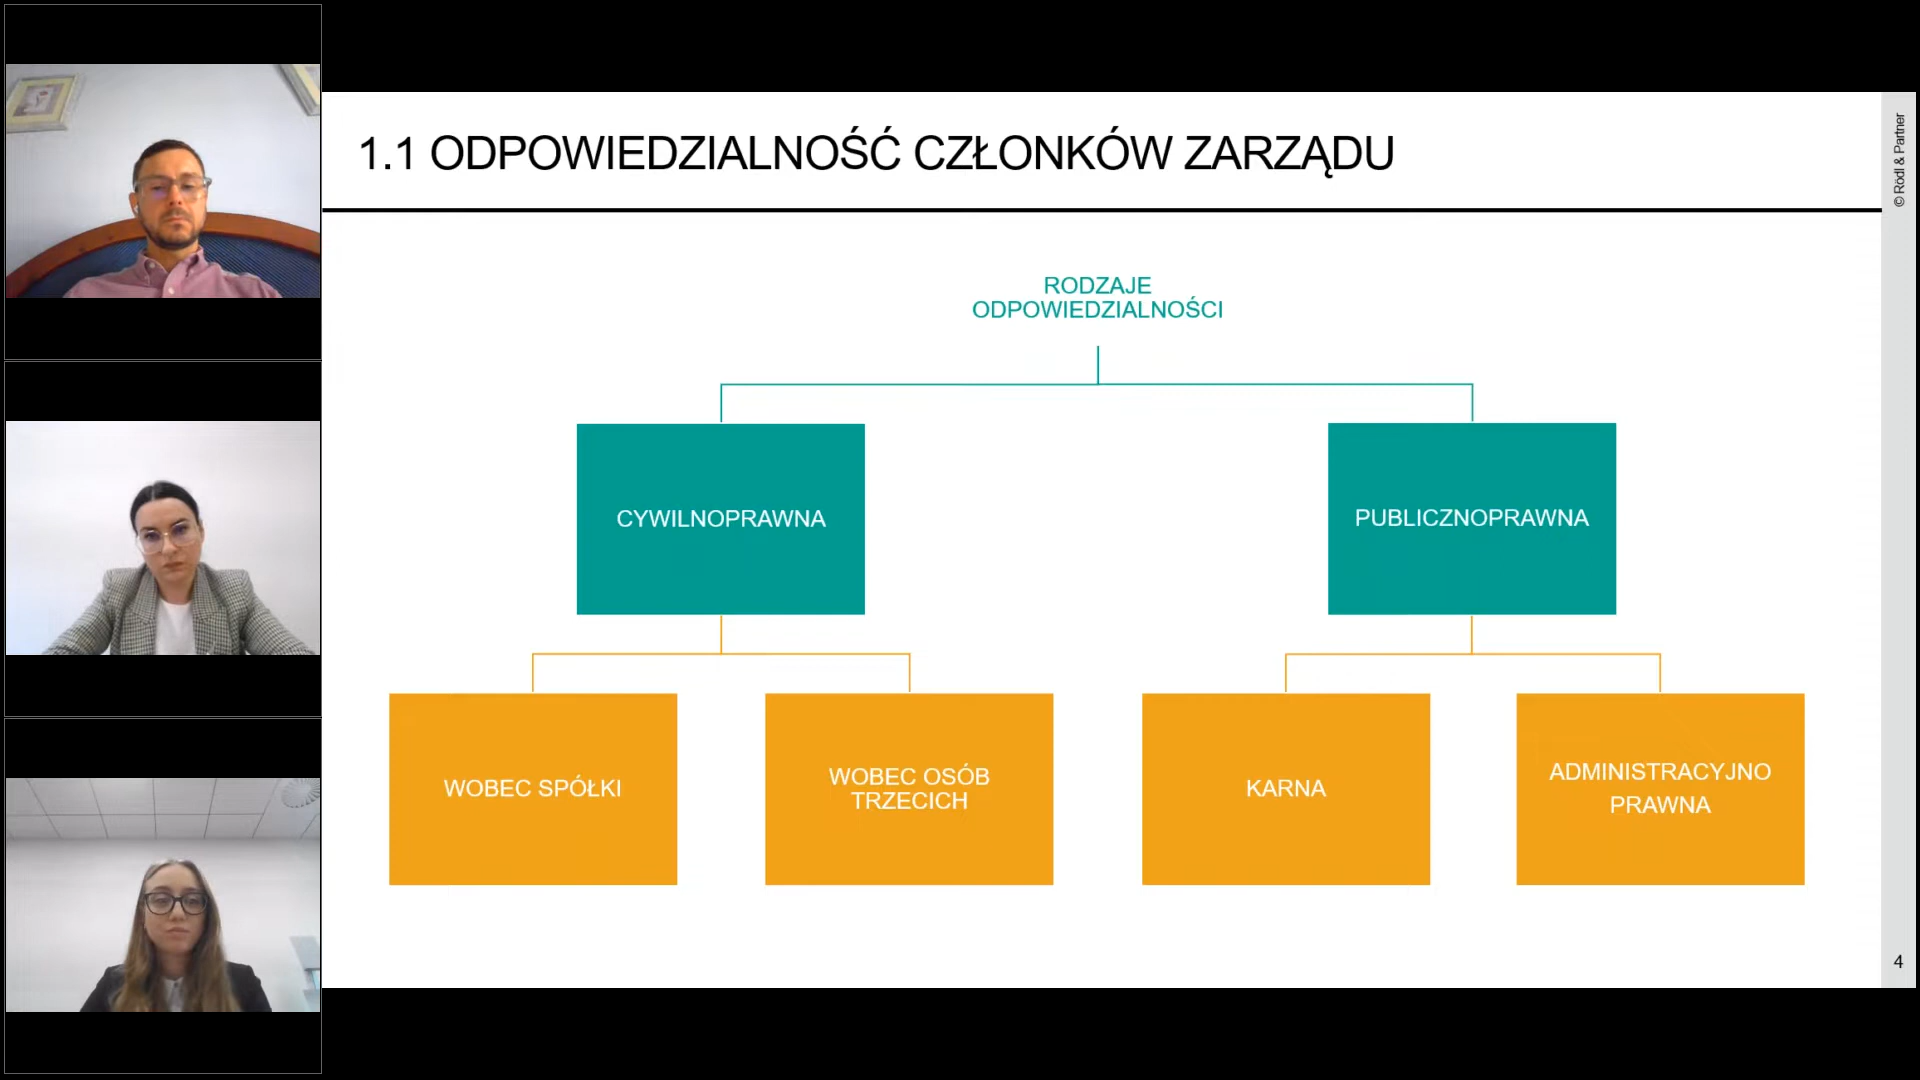 1.1 ODPOWIEDZIALNOŚĆ CZŁONKÓW ZARZĄDU
© Rödl & Partner
RODZAJE
ODPOWIEDZIALNOŚCI
CYWILNOPRAWNA
PUBLICZNOPRAWNA
WOBEC SPÓŁKI
WOBEC OSÓB
TRZECICH
KARNA
ADMINISTRACYJNO
PRAWNA
4